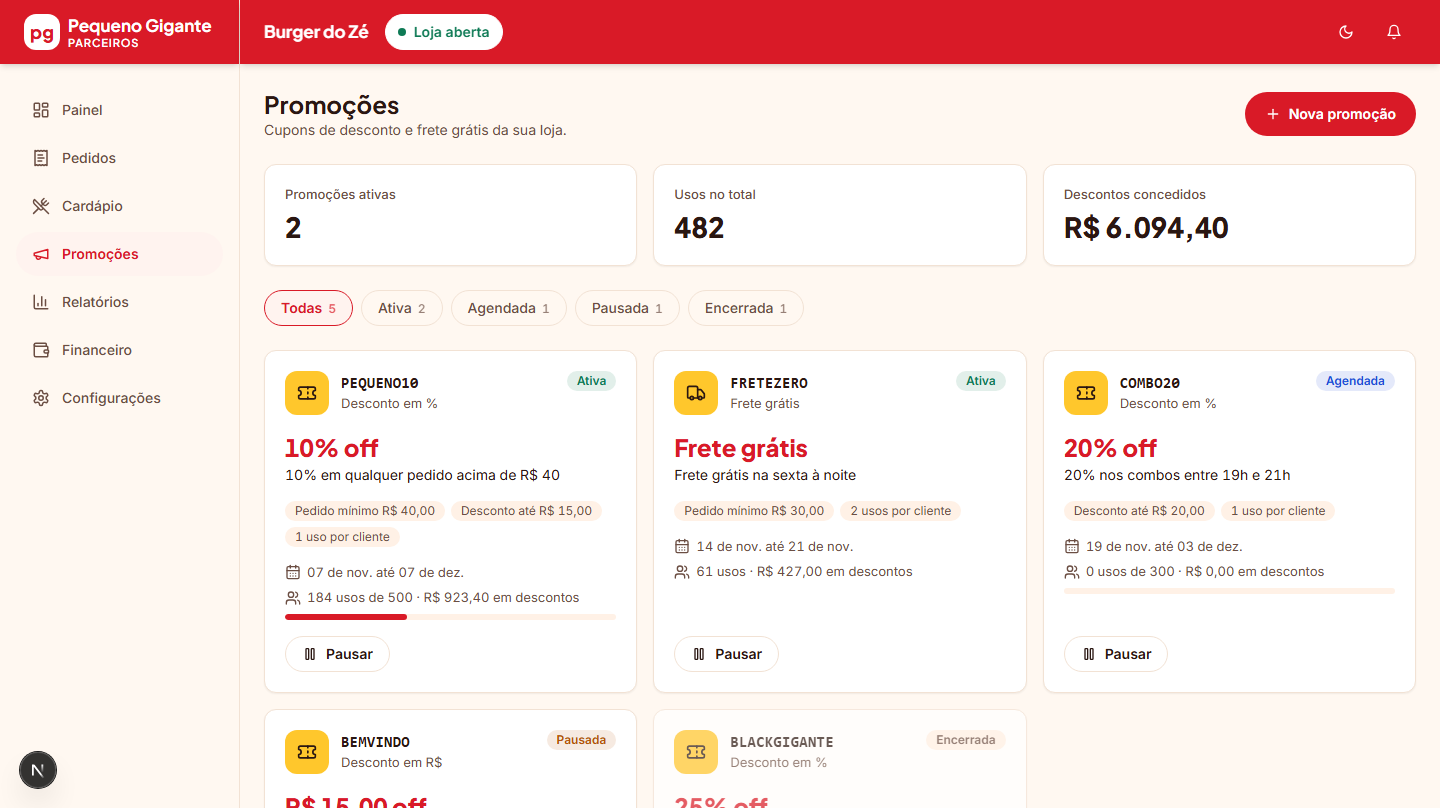 pg Pequeno Gigante
PARCEIROS
Burger do Zé
Loja aberta
Painel
Pedidos
Cardápio
Promoções
Relatórios
Financeiro
Configurações
N
Promoções
Cupons de desconto e frete grátis da sua loja.
+ Nova promoção
Promoções ativas
2
Usos no total
482
Descontos concedidos
R$ 6.094,40
Todas 5
Ativa 2
Agendada 1
Pausada 1
Encerrada 1
PEQUENO10
Ativa
Desconto em %
10% off
10% em qualquer pedido acima de R$ 40
Pedido mínimo R$ 40,00
Desconto até R$ 15,00
1 uso por cliente
07 de nov. até 07 de dez.
184 usos de 500 · R$ 923,40 em descontos
Pausar
FRETEZERO
Ativa
Frete grátis
Frete grátis
Frete grátis na sexta à noite
Pedido mínimo R$ 30,00
2 usos por cliente
14 de nov. até 21 de nov.
61 usos · R$ 427,00 em descontos
Pausar
COMBO20
Agendada
Desconto em %
20% off
20% nos combos entre 19h e 21h
Desconto até R$ 20,00
1 uso por cliente
19 de nov. até 03 de dez.
0 usos de 300 · R$ 0,00 em descontos
Pausar
BEMVINDO
Pausada
Desconto em R$
R$ 15,00 off
BLACKGIGANTE
Encerrada
Desconto em %
25% off